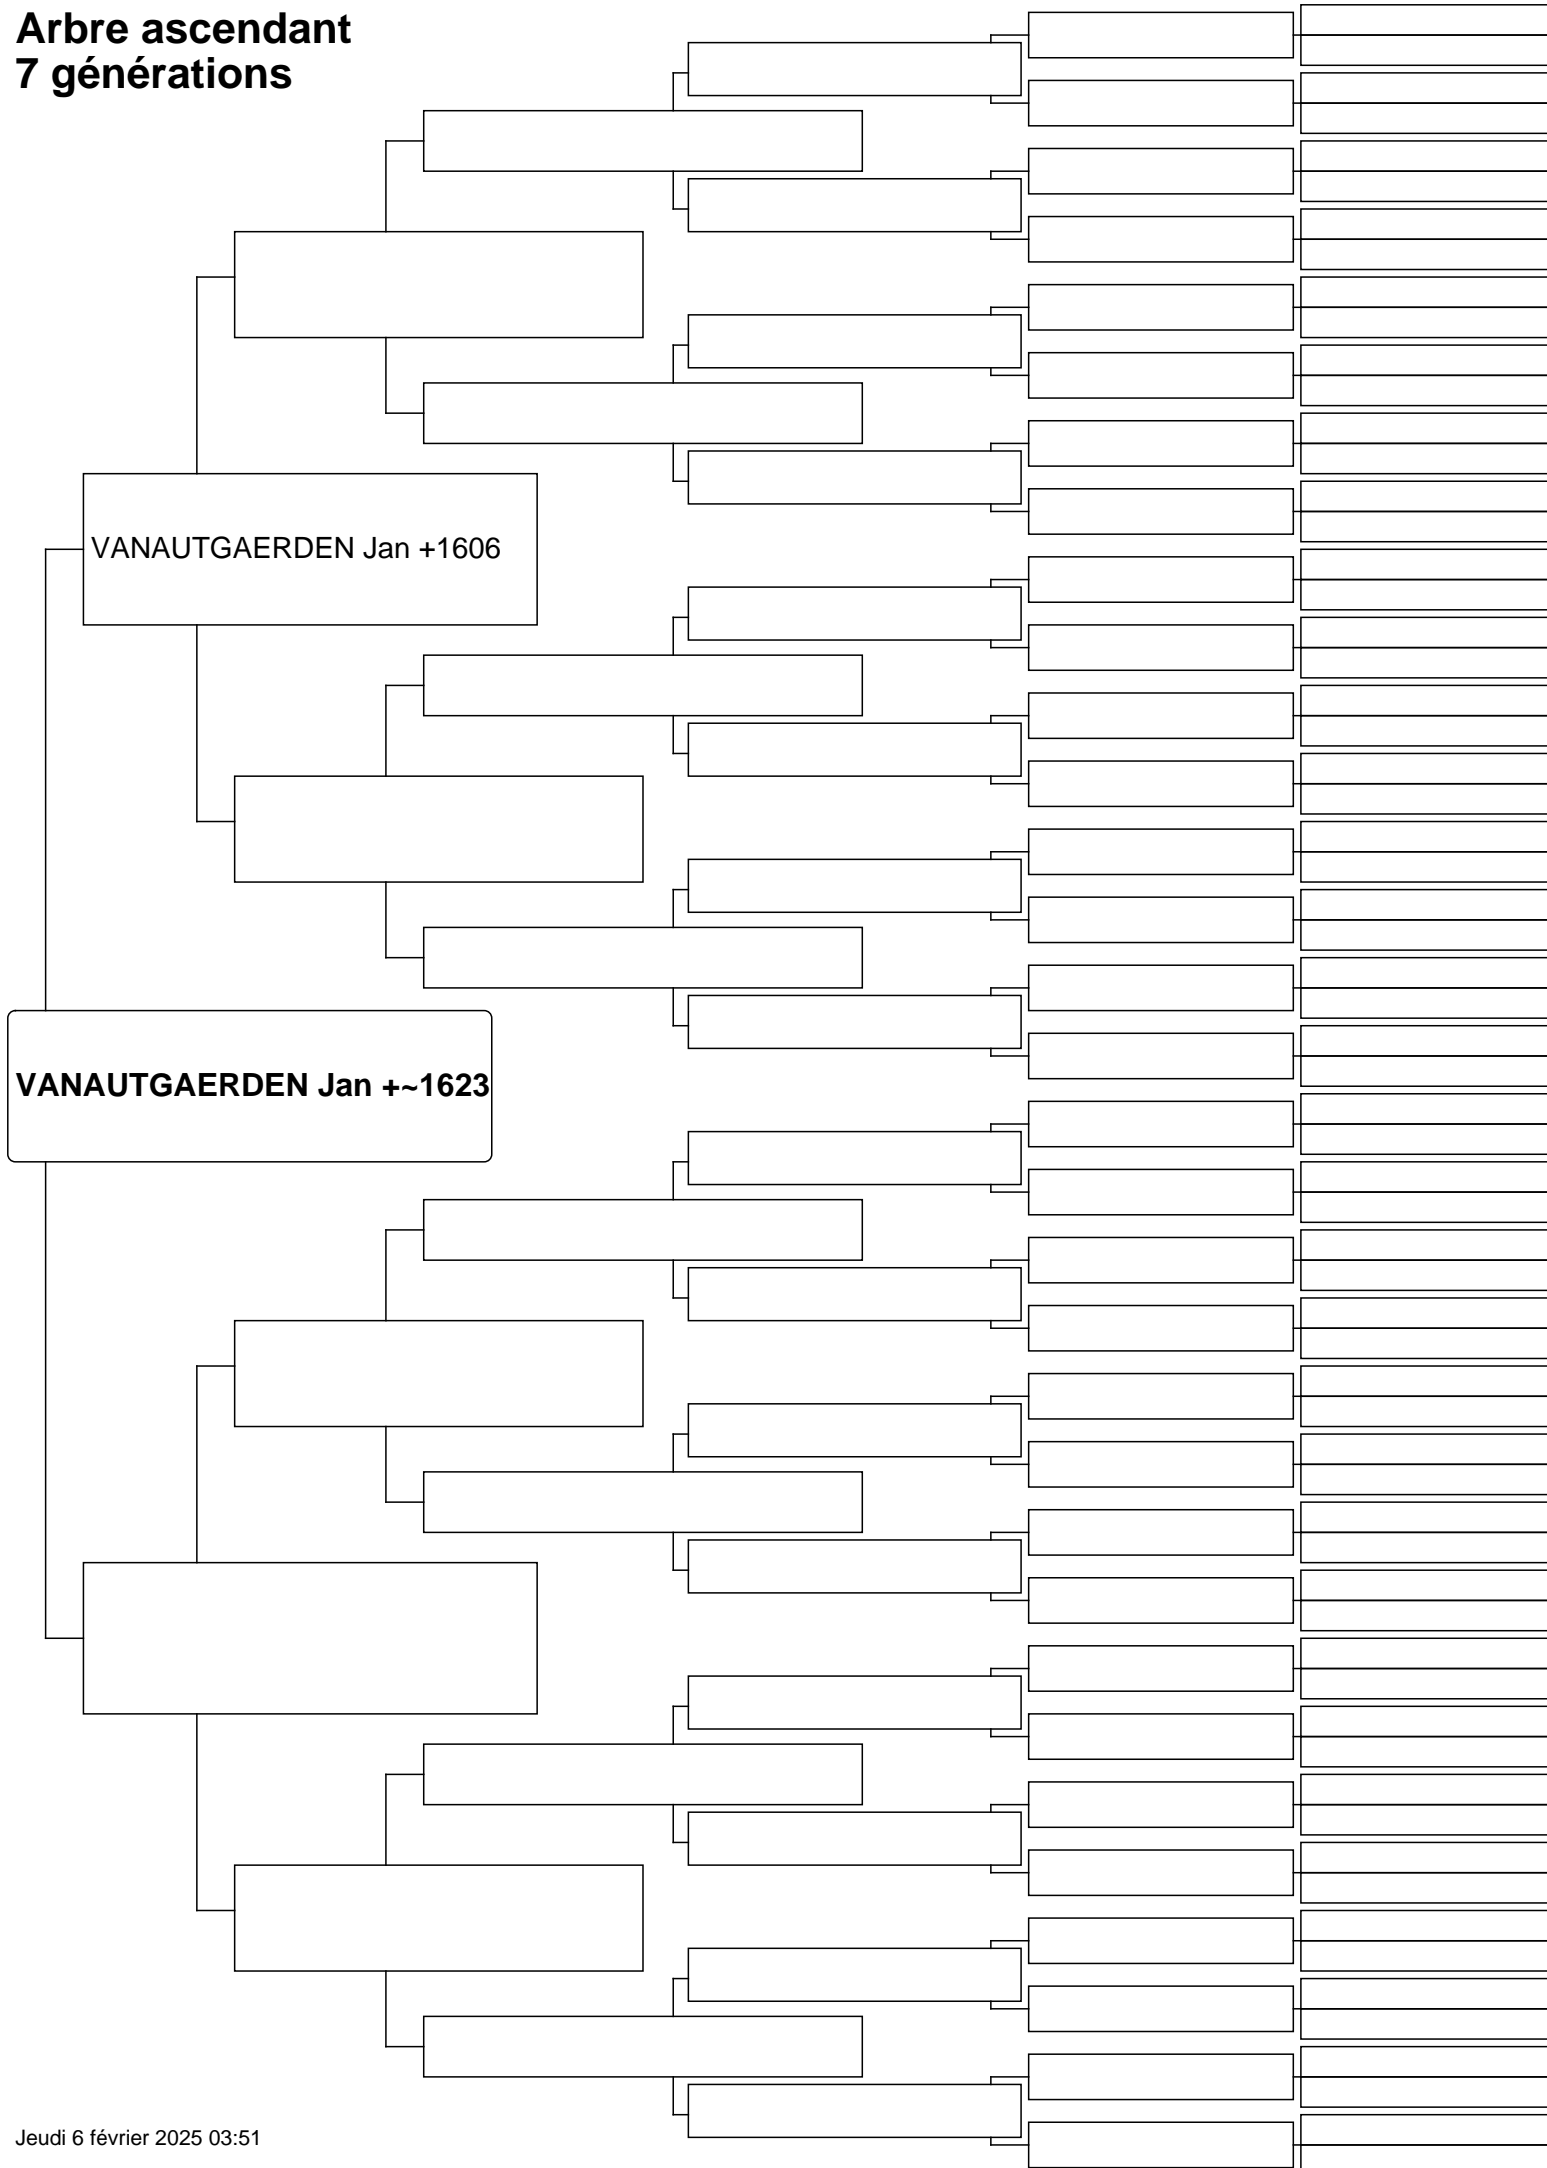 Arbre ascendant
7 générations
VANAUTGAERDEN Jan +1606
VANAUTGAERDEN Jan +~1623
Jeudi 6 février 2025 03:51